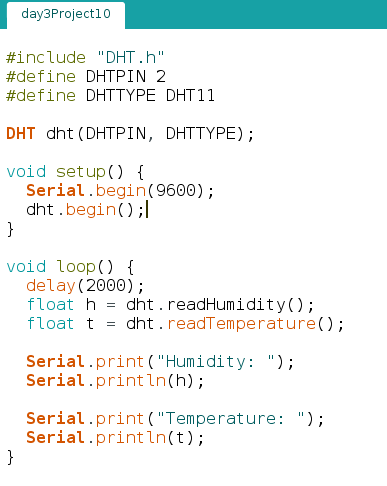 day3Project10
#include "DHT.h"
#define DHTPIN 2
#define DHTTYPE DHT11
DHT dht(DHTPIN, DHTTYPE);
void setup() {
  Serial.begin(9600);
  dht.begin();
}
void loop() {
  delay(2000);
  float h = dht.readHumidity();
  float t = dht.readTemperature();
  Serial.print("Humidity: ");
  Serial.println(h);
  Serial.print("Temperature: ");
  Serial.println(t);
}